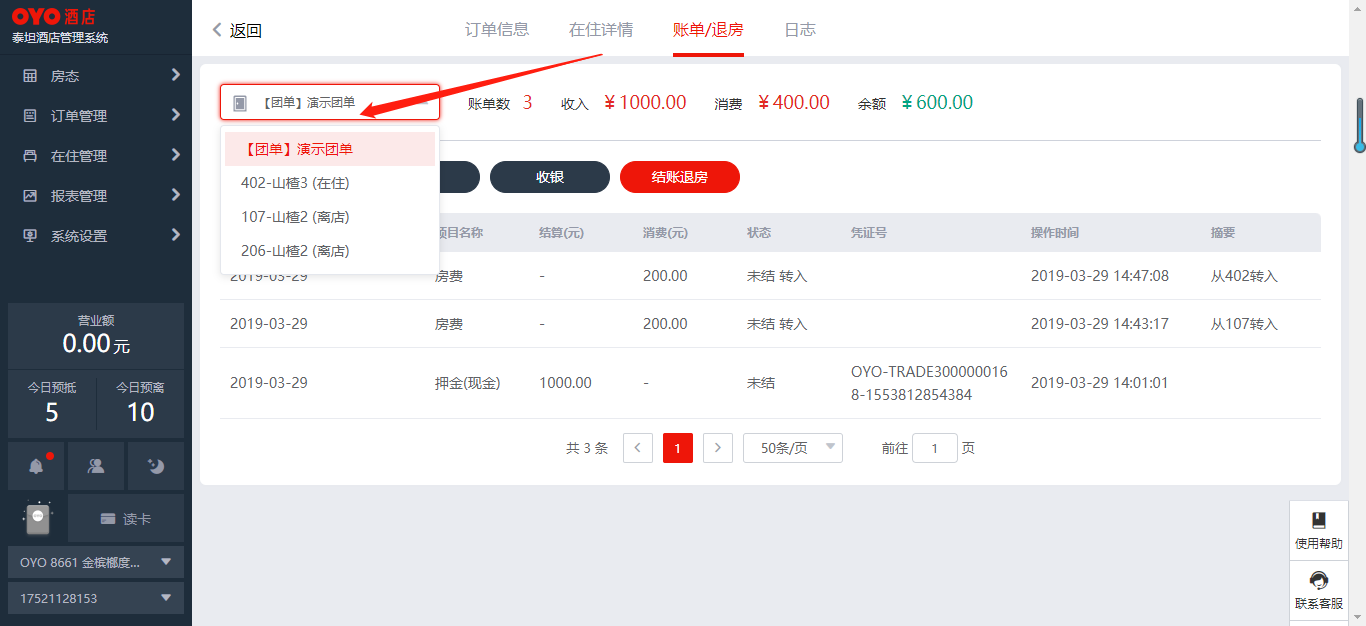 OYO 酒店
泰坦酒店管理系统
房态
订单管理
在住管理
报表管理
系统设置
营业额
0.00元
今日预抵 今日预离
5 10
读卡
OYO 8661 金槟榔度...
17521128153
返回
订单信息 在住详情 账单/退房 日志
【团单】演示团单
账单数 3 收入 ¥1000.00 消费 ¥400.00 余额 ¥600.00
【团单】演示团单
402-山楂3 (在住)
107-山楂2 (离店)
206-山楂2 (离店)
收银 结账退房
项目名称 结算(元) 消费(元) 状态 凭证号 操作时间 摘要
2019-03-29 房费 - 200.00 未结 转入 2019-03-29 14:47:08 从402转入
2019-03-29 房费 - 200.00 未结 转入 2019-03-29 14:43:17 从107转入
2019-03-29 押金(现金) 1000.00 - 未结 OYO-TRADE300000016 2019-03-29 14:01:01
8-1553812854384
共 3 条 1 50条/页 前往 1 页
使用帮助
联系客服